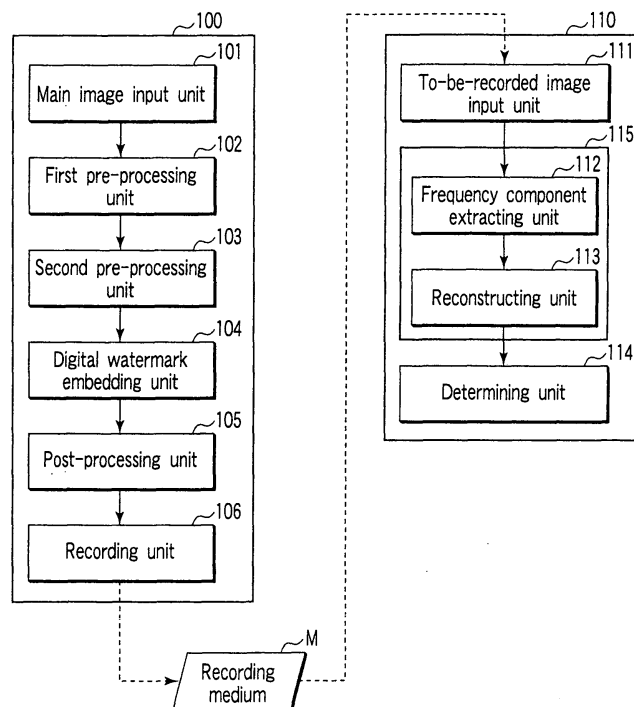 100
101
Main image input unit
102
First pre-processing
unit
103
Second pre-processing
unit
104
Digital watermark
embedding unit
105
Post-processing unit
106
Recording unit
M
Recording
medium
110
111
To-be-recorded image
input unit
115
112
Frequency component
extracting unit
113
Reconstructing unit
114
Determining unit